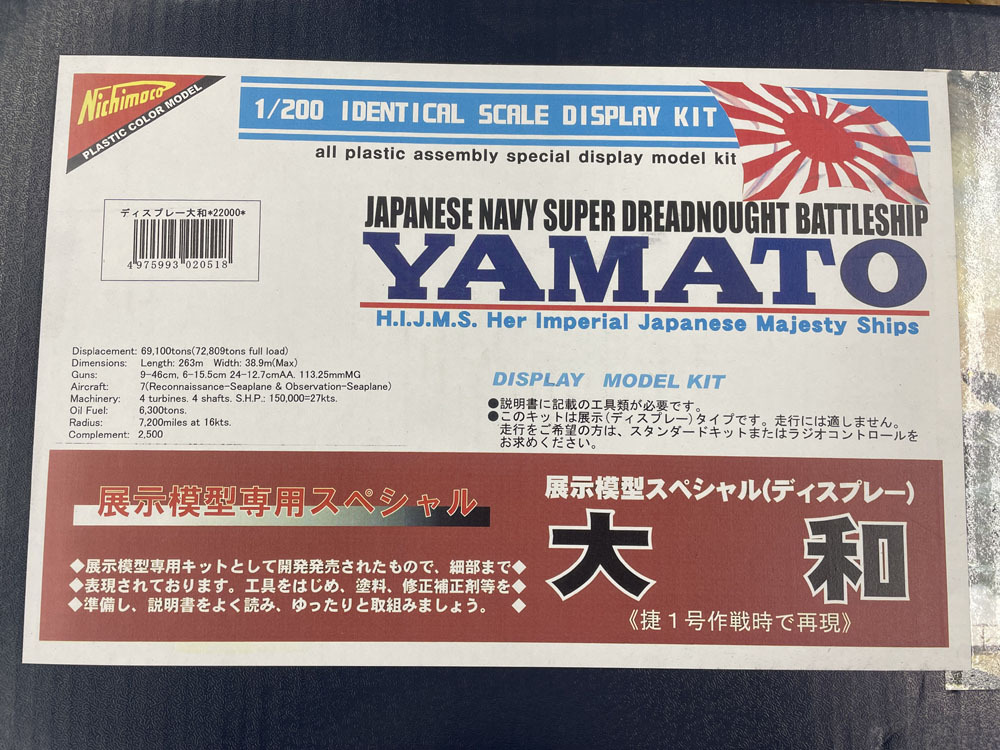 Nichimoco
PLASTIC COLOR MODEL
1/200 IDENTICAL SCALE DISPLAY KIT
all plastic assembly special display model kit
ディスプレー大和*22000*
4975993 020518
JAPANESE NAVY SUPER DREADNOUGHT BATTLESHIP
YAMATO
H.I.J.M.S. Her Imperial Japanese Majesty Ships
Displacement: 69,100tons(72,809tons full load)
Dimensions: Length: 263m Width: 38.9m(Max)
Guns: 9-46cm, 6-15.5cm 24-12.7cmAA. 113.25mmMG
Aircraft: 7(Reconnaissance-Seaplane & Observation-Seaplane)
Machinery: 4 turbines. 4 shafts. S.H.P.: 150,000=27kts.
Oil Fuel: 6,300tons.
Radius: 7,200miles at 16kts.
Complement: 2,500
DISPLAY MODEL KIT
●説明書に記載の工具類が必要です。
●このキットは展示(ディスプレー)タイプです。走行には適しません。
走行をご希望の方は、スタンダードキットまたはラジオコントロールを
お求めください。
展示模型専用スペシャル
◆展示模型専用キットとして開発発売されたもので、細部まで◆
◆表現されております。工具をはじめ、塗料、修正補正剤等を◆
◆準備し、説明書をよく読み、ゆったりと取組みましょう。 ◆
展示模型スペシャル(ディスプレー)
大和
《捷1号作戦時で再現》